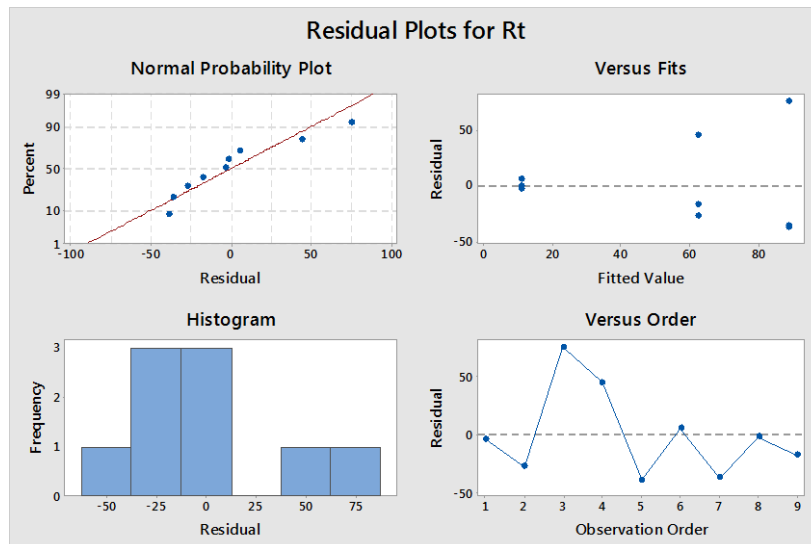 Residual Plots for Rt
Normal Probability Plot
99
90
50
10
1
Percent
-100 -50 0 50 100
Residual
Versus Fits
50
0
-50
Residual
0 20 40 60 80
Fitted Value
Histogram
3
2
1
0
Frequency
-50 -25 0 25 50 75
Residual
Versus Order
50
0
-50
Residual
1 2 3 4 5 6 7 8 9
Observation Order